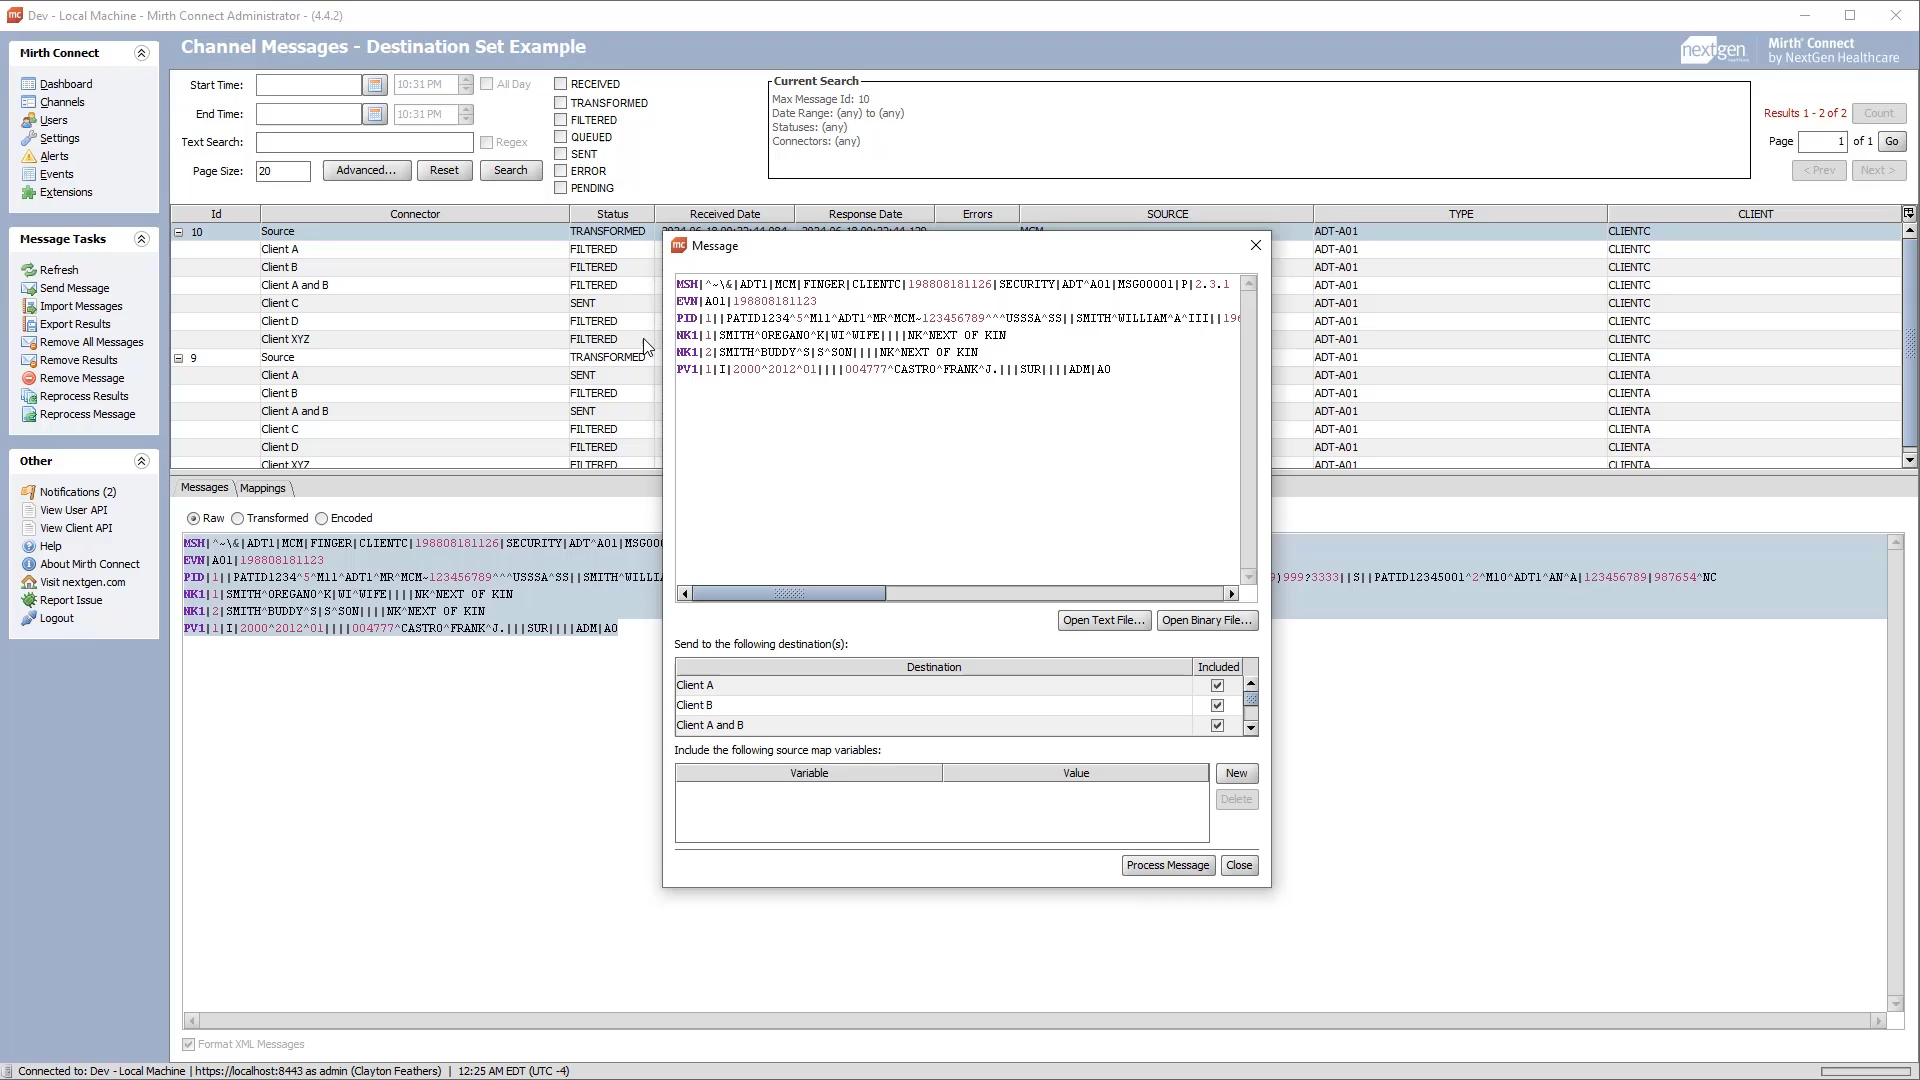 mc Dev - Local Machine - Mirth Connect Administrator - (4.4.2)
Mirth Connect
Dashboard
Channels
Users
Settings
Alerts
Events
Extensions
Message Tasks
Refresh
Send Message
Import Messages
Export Results
Remove All Messages
Remove Results
Remove Message
Reprocess Results
Reprocess Message
Other
Notifications (2)
View User API
View Client API
Help
About Mirth Connect
Visit nextgen.com
Report Issue
Logout
Channel Messages - Destination Set Example
nextgen
Mirth® Connect
by NextGen Healthcare
Start Time: 10:31 PM All Day
End Time: 10:31 PM
Text Search: Regex
Page Size: 20 Advanced... Reset Search
RECEIVED
TRANSFORMED
FILTERED
QUEUED
SENT
ERROR
PENDING
Current Search
Max Message Id: 10
Date Range: (any) to (any)
Statuses: (any)
Connectors: (any)
Results 1 - 2 of 2 Count
Page 1 of 1 Go
< Prev Next >
Id Connector Status Received Date Response Date Errors SOURCE TYPE CLIENT
10 Source TRANSFORMED ADT-A01 CLIENTC
Client A FILTERED ADT-A01 CLIENTC
Client B FILTERED ADT-A01 CLIENTC
Client A and B FILTERED ADT-A01 CLIENTC
Client C SENT ADT-A01 CLIENTC
Client D FILTERED ADT-A01 CLIENTC
Client XYZ FILTERED ADT-A01 CLIENTC
9 Source TRANSFORMED ADT-A01 CLIENTA
Client A SENT ADT-A01 CLIENTA
Client B FILTERED ADT-A01 CLIENTA
Client A and B SENT ADT-A01 CLIENTA
Client C FILTERED ADT-A01 CLIENTA
Client D FILTERED ADT-A01 CLIENTA
Client XYZ FILTERED ADT-A01 CLIENTA
Messages Mappings
Raw Transformed Encoded
MSH|^~\&|ADT1|MCM|FINGER|CLIENTC|198808181126|SECURITY|ADT^A01|MSG00
EVN|A01|198808181123
PID|1||PATID1234^5^M11^ADT1^MR^MCM~123456789^^^USSSA^SS||SMITH^WILLI )999?3333||S||PATID12345001^2^M10^ADT1^AN^A|123456789|987654^NC
NK1|1|SMITH^OREGANO^K|WI^WIFE||||NK^NEXT OF KIN
NK1|2|SMITH^BUDDY^S|S^SON||||NK^NEXT OF KIN
PV1|1|I|2000^2012^01||||004777^CASTRO^FRANK^J.|||SUR||||ADM|A0
Format XML Messages
mc Message
MSH|^~\&|ADT1|MCM|FINGER|CLIENTC|198808181126|SECURITY|ADT^A01|MSG00001|P|2.3.1
EVN|A01|198808181123
PID|1||PATID1234^5^M11^ADT1^MR^MCM~123456789^^^USSSA^SS||SMITH^WILLIAM^A^III||196
NK1|1|SMITH^OREGANO^K|WI^WIFE||||NK^NEXT OF KIN
NK1|2|SMITH^BUDDY^S|S^SON||||NK^NEXT OF KIN
PV1|1|I|2000^2012^01||||004777^CASTRO^FRANK^J.|||SUR||||ADM|A0
Open Text File... Open Binary File...
Send to the following destination(s):
Destination Included
Client A
Client B
Client A and B
Include the following source map variables:
Variable Value
New
Delete
Process Message Close
Connected to: Dev - Local Machine | https://localhost:8443 as admin (Clayton Feathers) | 12:25 AM EDT (UTC -4)